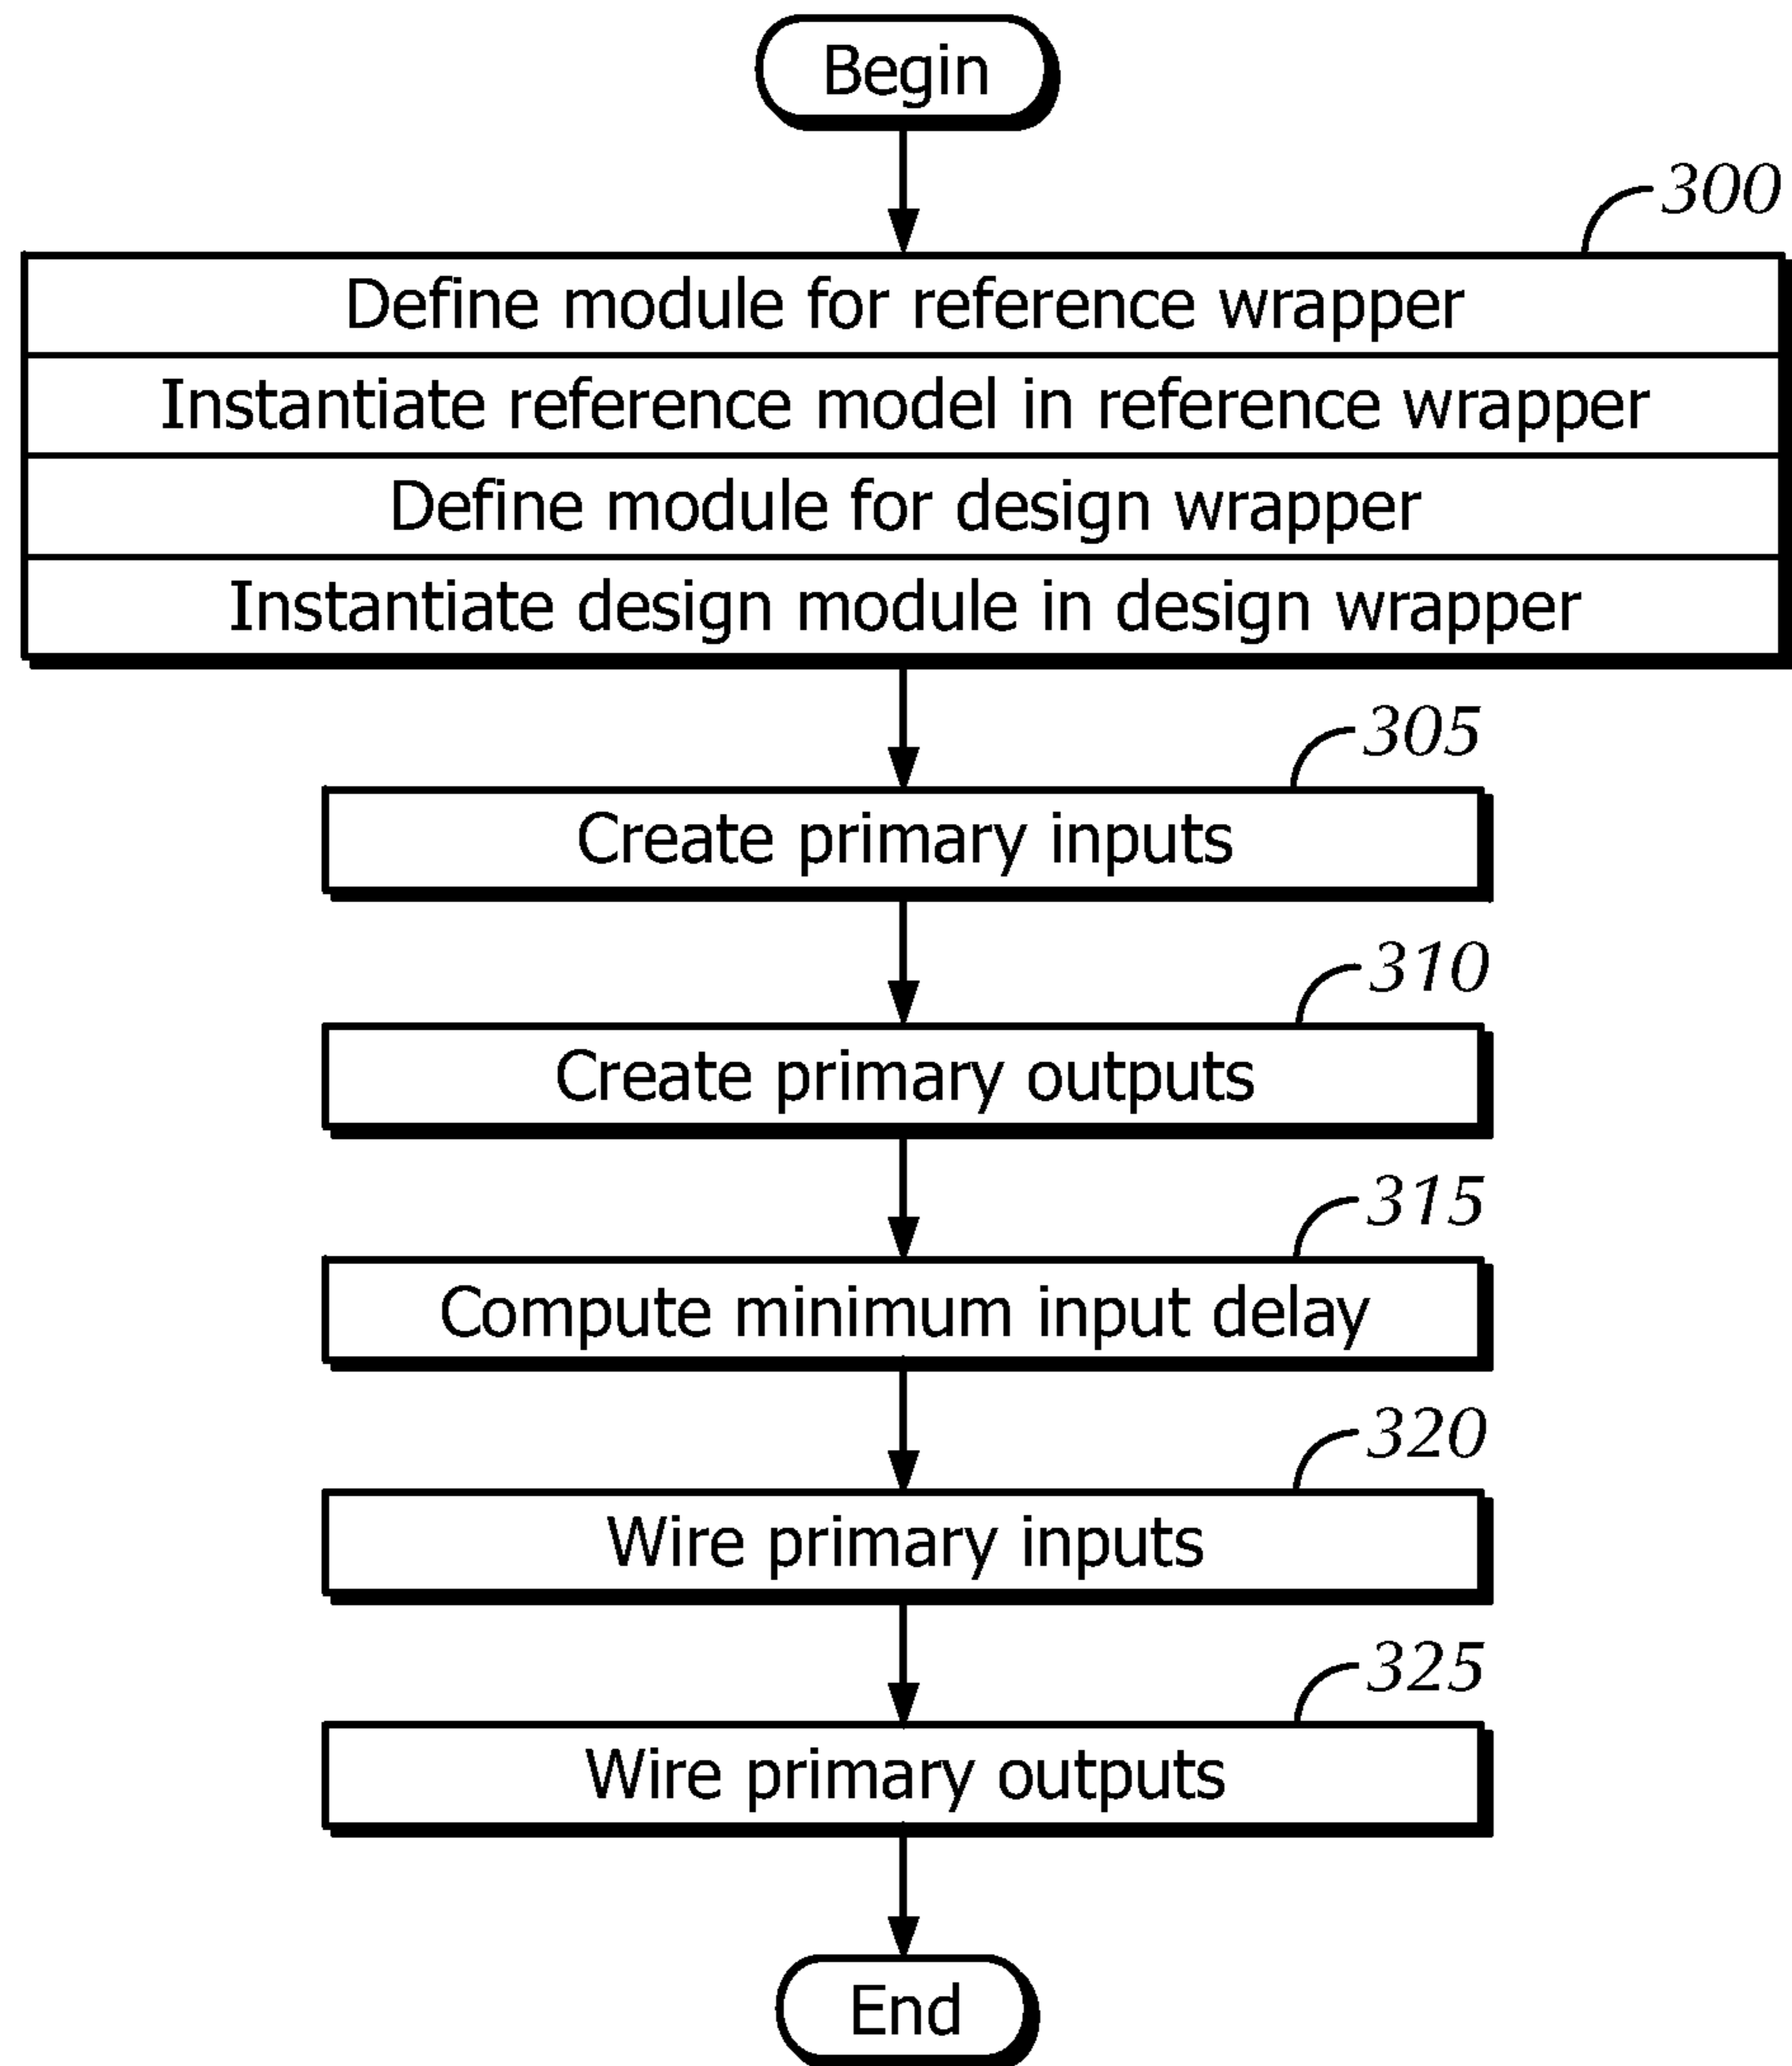 Begin
300
Define module for reference wrapper
Instantiate reference model in reference wrapper
Define module for design wrapper
Instantiate design module in design wrapper
305
Create primary inputs
310
Create primary outputs
315
Compute minimum input delay
320
Wire primary inputs
325
Wire primary outputs
End